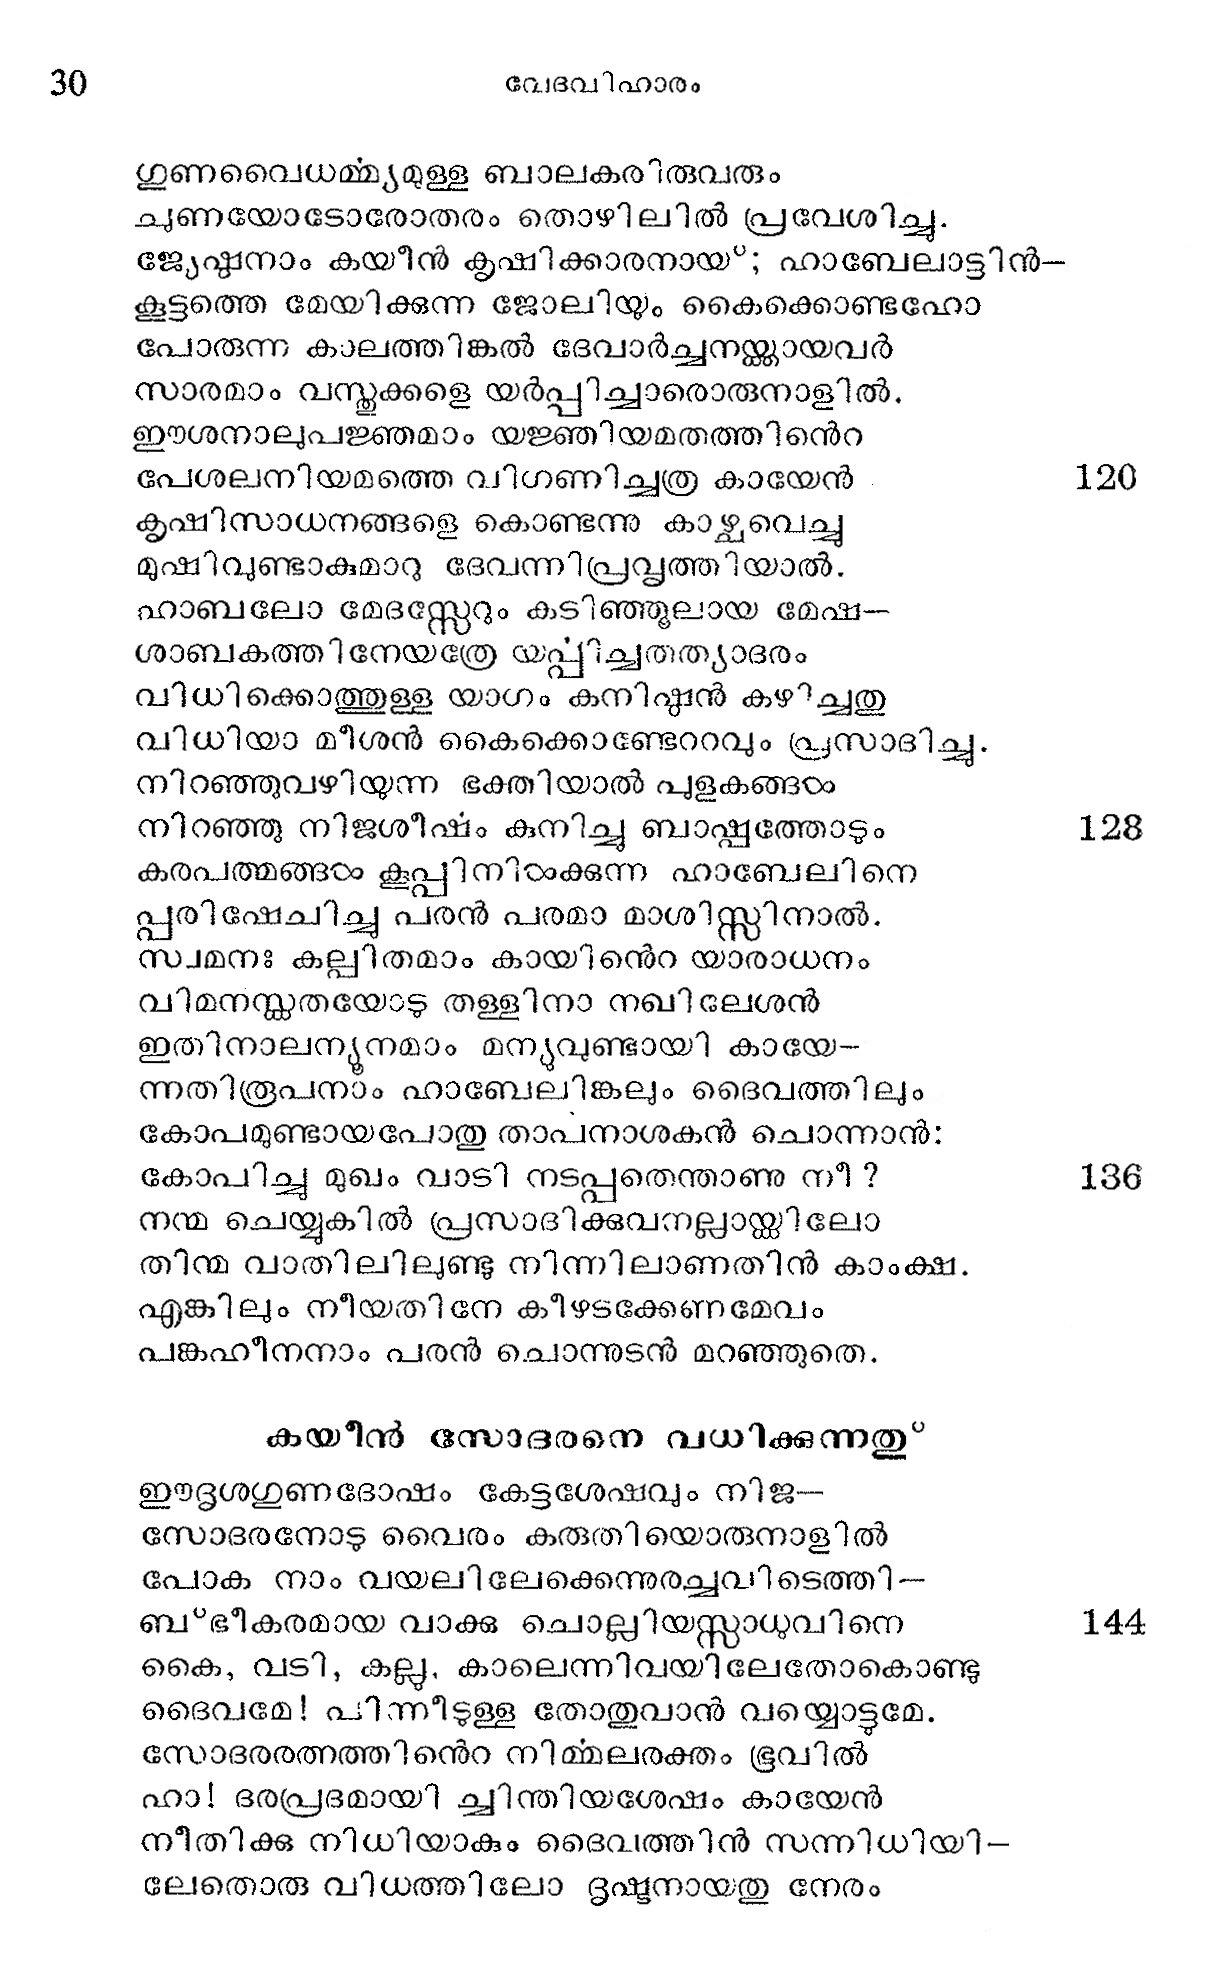 30 വേദവിഹാരം
ഗുണവൈധൎമ്മ്യമുള്ള ബാലകരിരുവരും
ചുണയോടോരോതരം തൊഴിലിൽ പ്രവേശിച്ചു.
ജ്യേഷ്ഠനാം കയീൻ കൃഷിക്കാരനായ്; ഹാബേലാട്ടിൻ—
കൂട്ടത്തെ മേയിക്കുന്ന ജോലിയും കൈക്കൊണ്ടഹോ
പോരുന്ന കാലത്തിങ്കൽ ദേവാർച്ചനയ്ക്കായവർ
സാരമാം വസ്തുക്കളെ യർപ്പിച്ചാരൊരുനാളിൽ.
ഈശനാലുപജ്ഞമാം യജ്ഞിയമതത്തിൻെറ
പേശലനിയമത്തെ വിഗണിച്ചത്ര കായേൻ 120
കൃഷിസാധനങ്ങളെ കൊണ്ടന്നു കാഴ്ചവെച്ചു
മുഷിവുണ്ടാകുമാറു ദേവന്നിപ്രവൃത്തിയാൽ.
ഹാബലോ മേദസ്സേറും കടിഞ്ഞൂലായ മേഷ—
ശാബകത്തിനേയത്രേ യൎപ്പിച്ചതത്യാദരം
വിധിക്കൊത്തുള്ള യാഗം കനിഷ്ഠൻ കഴിച്ചതു
വിധിയാ മീശൻ കൈക്കൊണ്ടേററവും പ്രസാദിച്ചു.
നിറഞ്ഞുവഴിയുന്ന ഭക്തിയാൽ പുളകങ്ങൾ
നിറഞ്ഞു നിജശീൎഷം കുനിച്ചു ബാഷ്പത്തോടും 128
കരപത്മങ്ങൾ കൂപ്പിനില്ക്കുന്ന ഹാബേലിനെ
പ്പരിഷേചിച്ചു പരൻ പരമാ മാശിസ്സിനാൽ.
സ്വമനഃ കല്പിതമാം കായിൻെറ യാരാധനം
വിമനസ്കതയോടു തള്ളിനാ നഖിലേശൻ
ഇതിനാലന്യൂനമാം മന്യുവുണ്ടായി കായേ—
ന്നതിരൂപനാം ഹാബേലിങ്കലും ദൈവത്തിലും
കോപമുണ്ടായപോതു താപനാശകൻ ചൊന്നാൻ:
കോപിച്ചു മുഖം വാടി നടപ്പതെന്താണു നീ ? 136
നന്മ ചെയ്യുകിൽ പ്രസാദിക്കുവനല്ലായ്കിലോ
തിന്മ വാതിലിലുണ്ടു നിന്നിലാണതിൻ കാംക്ഷ.
എങ്കിലും നീയതിനേ കീഴടക്കേണമേവം
പങ്കഹീനനാം പരൻ ചൊന്നുടൻ മറഞ്ഞുതെ.
കയീൻ സോദരനെ വധിക്കുന്നതു്
ഈദൃശഗുണദോഷം കേട്ടശേഷവും നിജ—
സോദരനോടു വൈരം കരുതിയൊരുനാളിൽ
പോക നാം വയലിലേക്കെന്നുരച്ചവിടെത്തി—
ബ്ഭീകരമായ വാക്കു ചൊല്ലിയസ്സാധുവിനെ 144
കൈ, വടി, കല്ലു, കാലെന്നിവയിലേതോകൊണ്ടു
ദൈവമേ! പിന്നീടുള്ള തോതുവാൻ വയ്യൊട്ടുമേ.
സോദരരത്നത്തിൻെറ നിൎമ്മലരക്തം ഭൂവിൽ
ഹാ! ദരപ്രദമായി ച്ചിന്തിയശേഷം കായേൻ
നീതിക്കു നിധിയാകും ദൈവത്തിൻ സന്നിധിയി—
ലേതൊരു വിധത്തിലോ ദൃഷ്ടനായതു നേരം